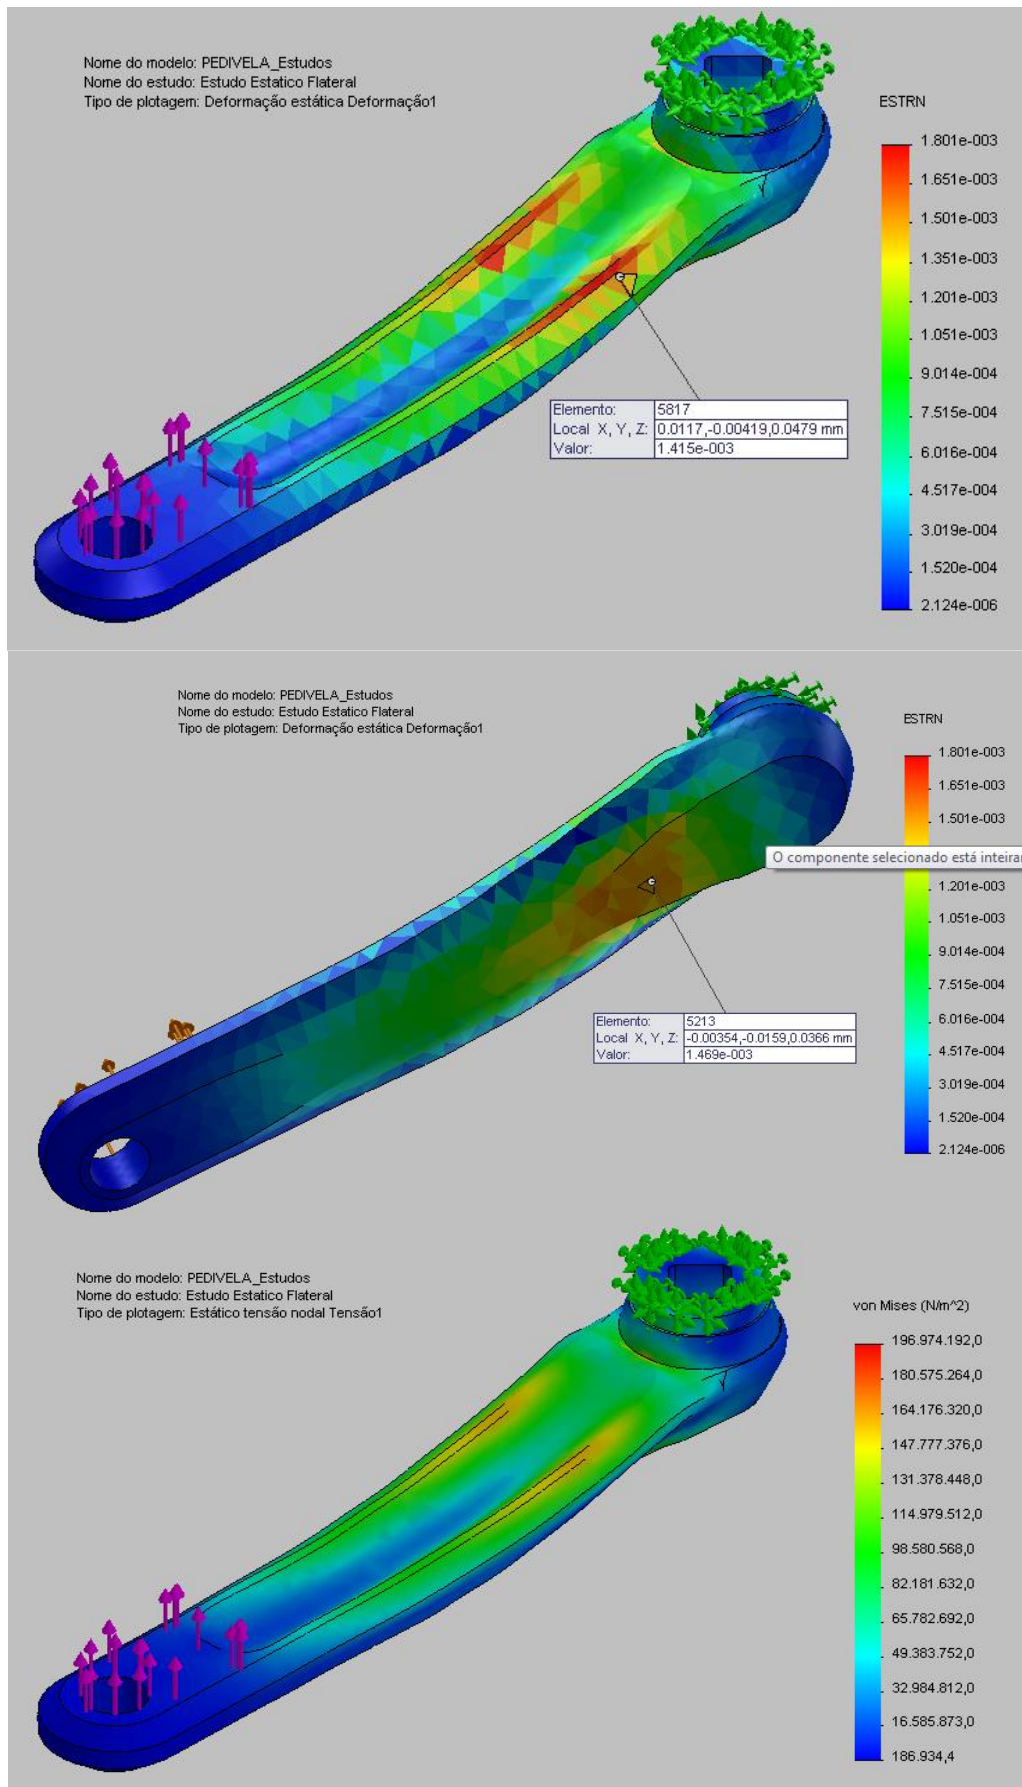 Nome do modelo: PEDIVELA_Estudos
Nome do estudo: Estudo Estatico Flateral
Tipo de plotagem: Deformação estática Deformação1
ESTRN
1.801e-003
1.651e-003
1.501e-003
1.351e-003
1.201e-003
1.051e-003
9.014e-004
7.515e-004
6.016e-004
4.517e-004
3.019e-004
1.520e-004
2.124e-006
Elemento: 5817
Local X, Y, Z: 0.0117,-0.00419,0.0479 mm
Valor: 1.415e-003
Nome do modelo: PEDIVELA_Estudos
Nome do estudo: Estudo Estatico Flateral
Tipo de plotagem: Deformação estática Deformação1
ESTRN
1.801e-003
1.651e-003
1.501e-003
O componente selecionado está
1.201e-003
1.051e-003
9.014e-004
7.515e-004
6.016e-004
4.517e-004
3.019e-004
1.520e-004
2.124e-006
Elemento: 5213
Local X, Y, Z: -0.00354,-0.0159,0.0366 mm
Valor: 1.469e-003
Nome do modelo: PEDIVELA_Estudos
Nome do estudo: Estudo Estatico Flateral
Tipo de plotagem: Estático tensão nodal Tensão1
von Mises (N/m^2)
196.974.192,0
180.575.264,0
164.176.320,0
147.777.376,0
131.378.448,0
114.979.512,0
98.580.568,0
82.181.632,0
65.782.692,0
49.383.752,0
32.984.812,0
16.585.873,0
186.934,4